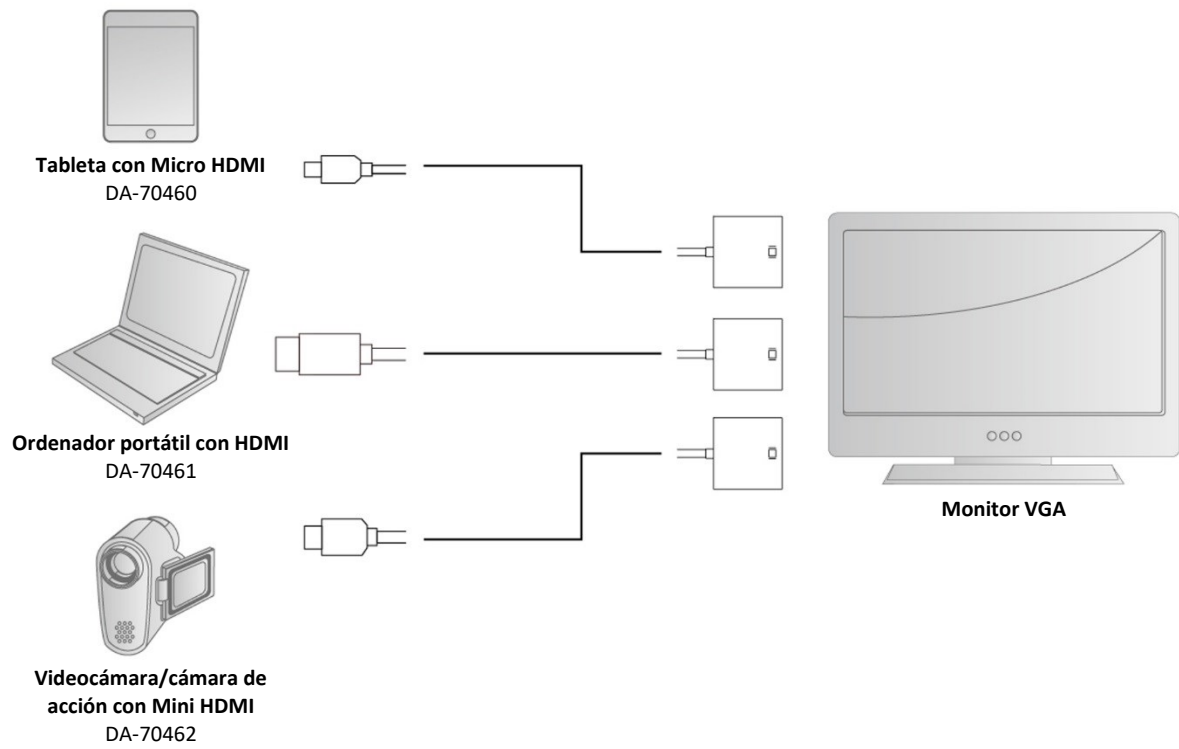 Tableta con Micro HDMI
DA-70460
Ordenador portátil con HDMI
DA-70461
Videocámara/cámara de
acción con Mini HDMI
DA-70462
Monitor VGA